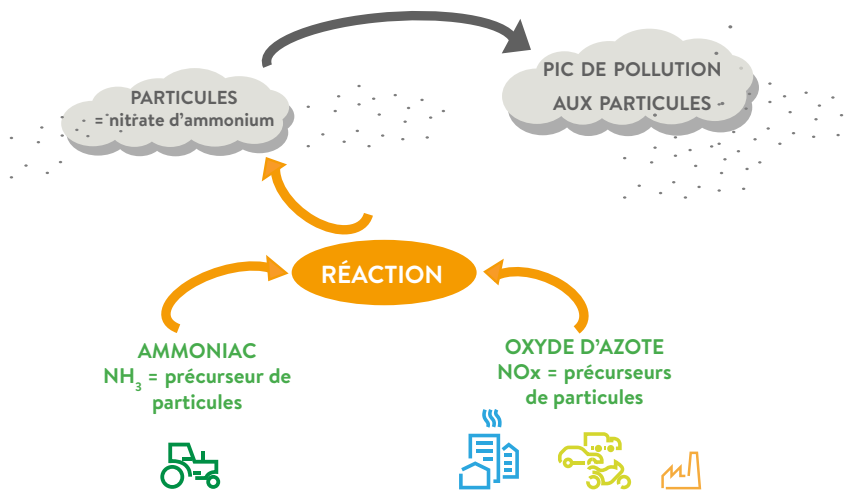 PIC DE POLLUTION
AUX PARTICULES
PARTICULES
= nitrate d'ammonium
RÉACTION
AMMONIAC
NH₃ = précurseur de
particules
OXYDE D'AZOTE
NOx = précurseurs
de particules